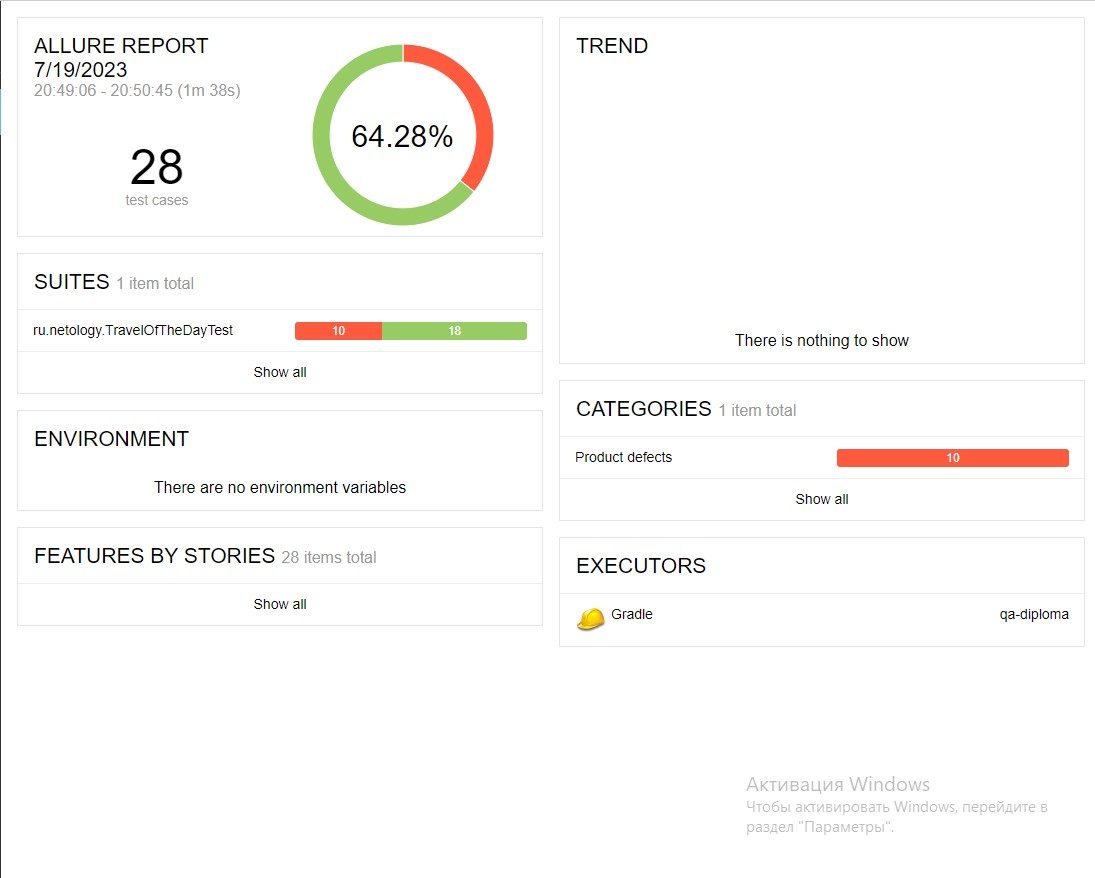 ALLURE REPORT
7/19/2023
20:49:06 - 20:50:45 (1m 38s)
28
test cases
64.28%
SUITES 1 item total
ru.netology.TravelOfTheDayTest 10 18
Show all
ENVIRONMENT
There are no environment variables
FEATURES BY STORIES 28 items total
Show all
TREND
There is nothing to show
CATEGORIES 1 item total
Product defects 10
Show all
EXECUTORS
Gradle qa-diploma
Активация Windows
Чтобы активировать Windows, перейдите в
раздел "Параметры".